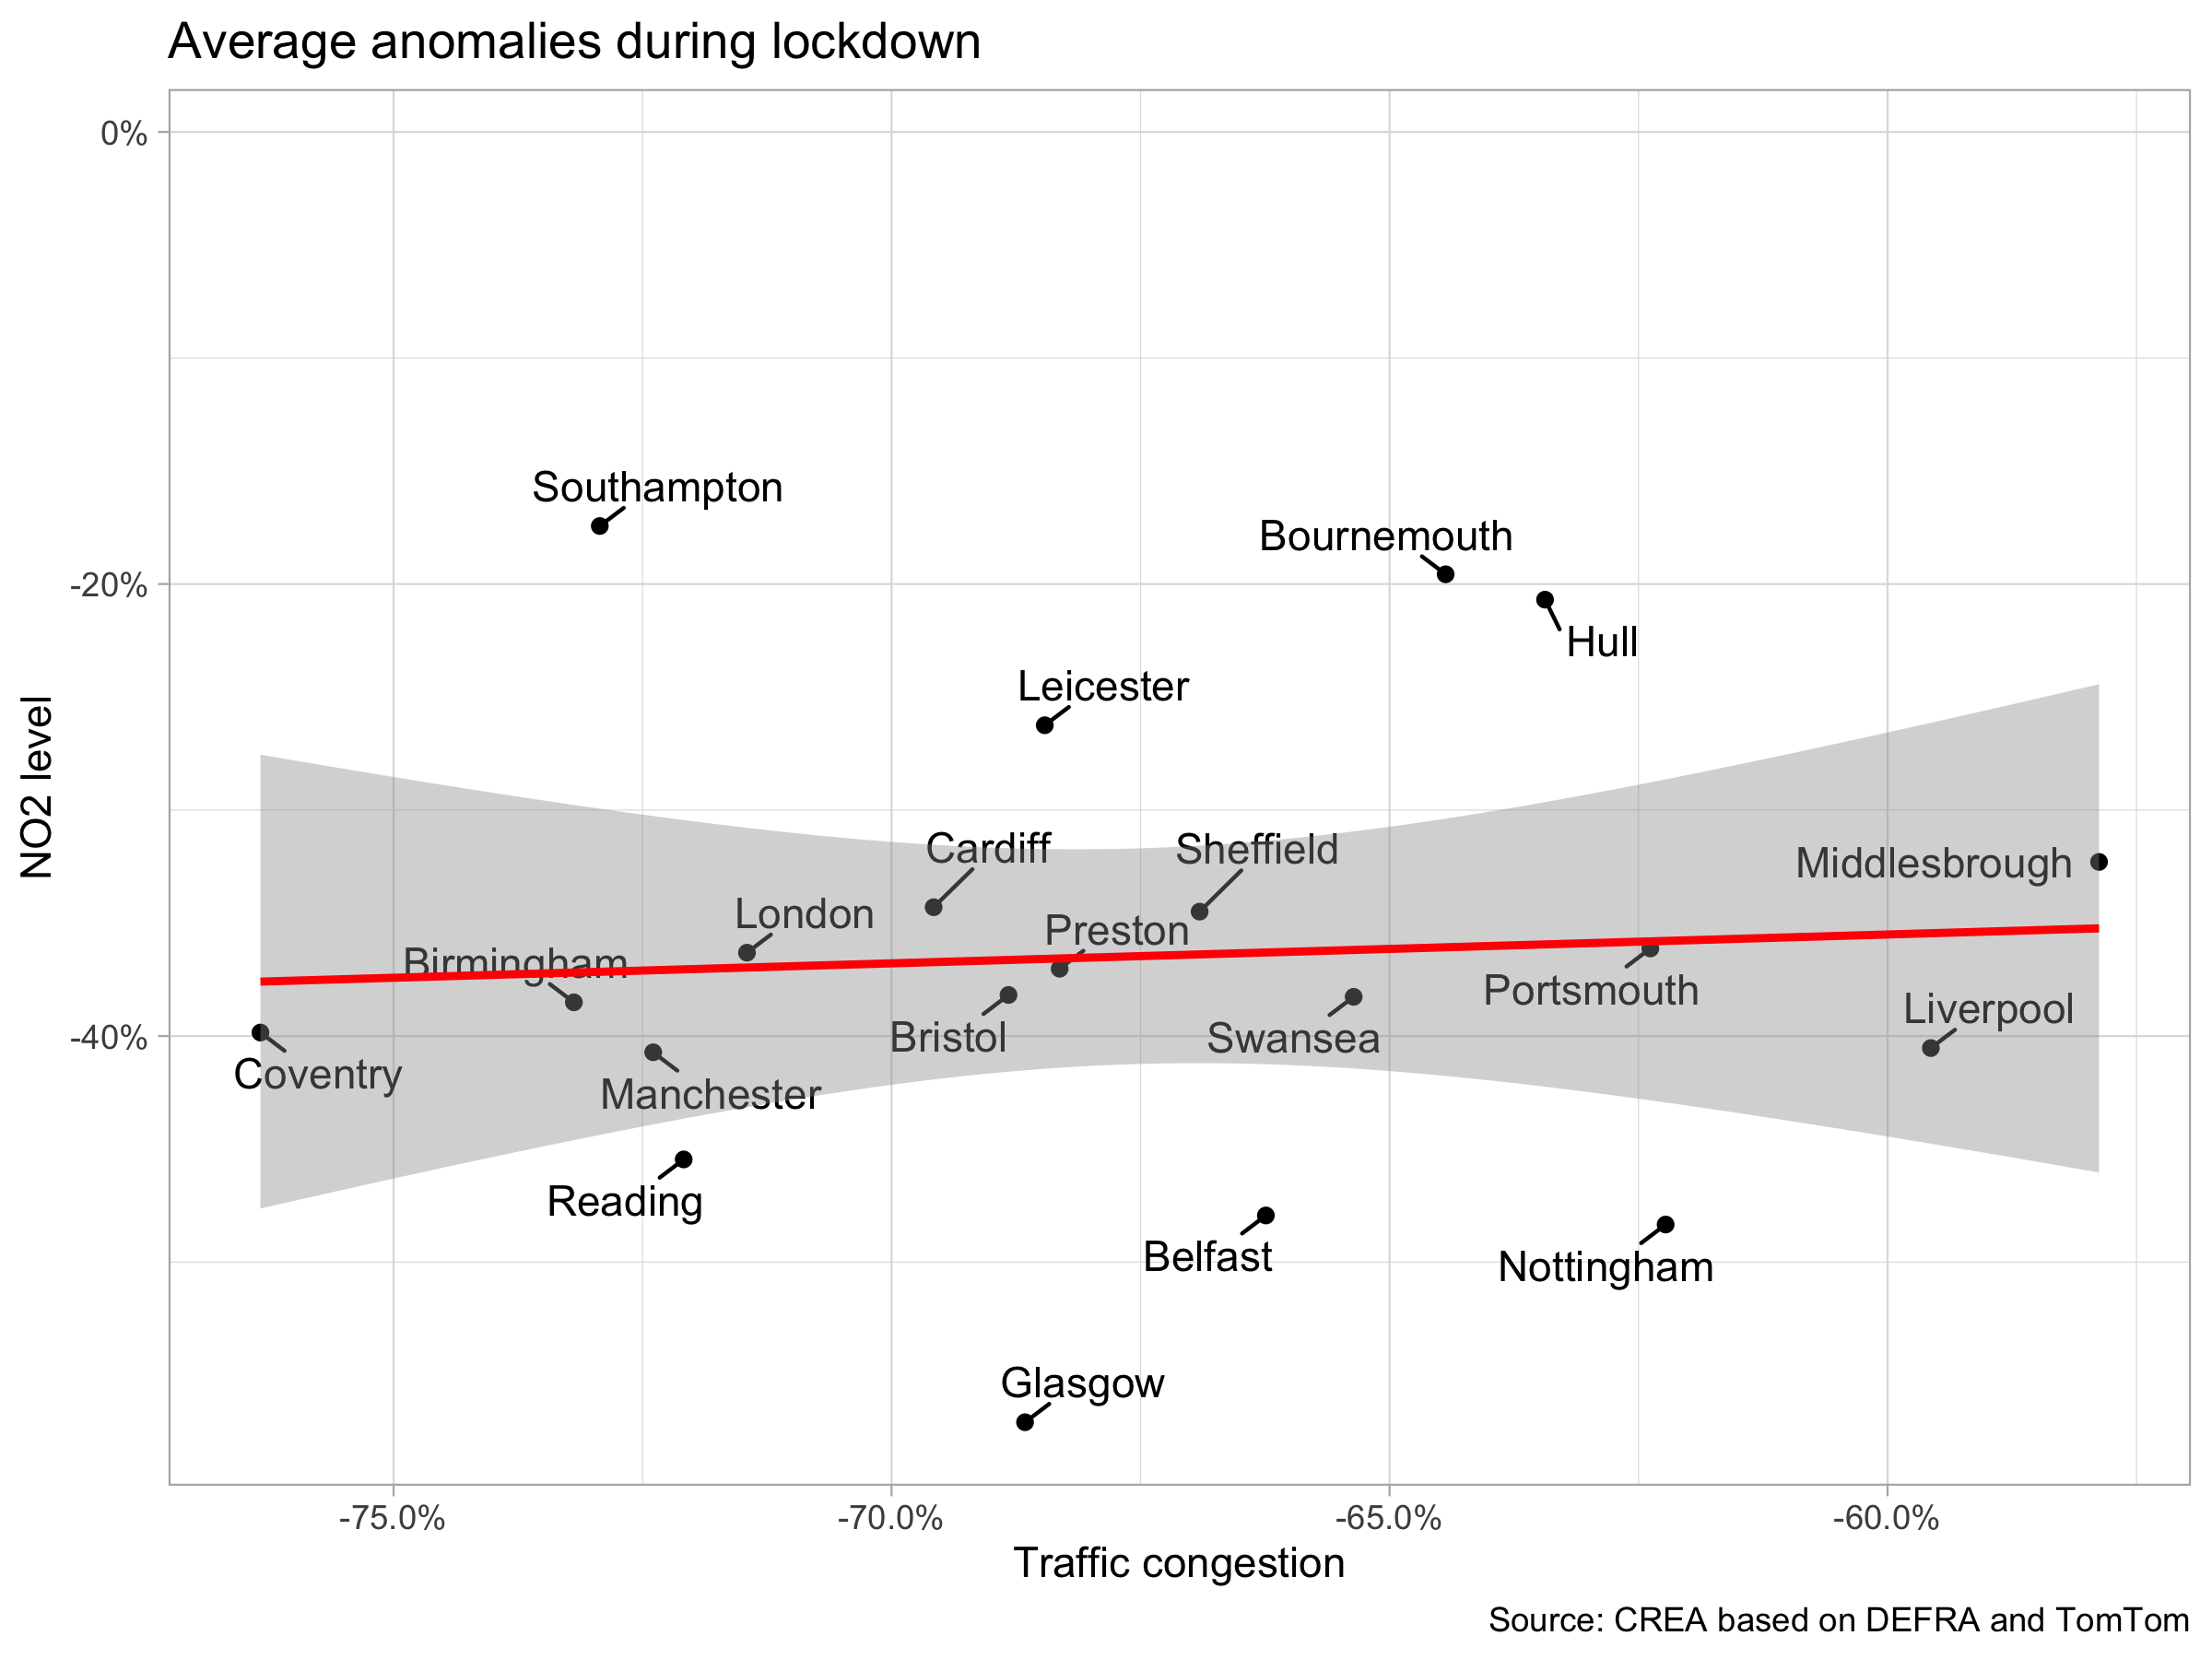 Average anomalies during lockdown
0%
Southampton
Bournemouth
-20%
Hull
Leicester
NO2 level
Cardiff
Sheffield
Middlesbrough
London
Preston
Birmingham
Portsmouth
Liverpool
-40%
Bristol
Swansea
Coventry
Manchester
Reading
Belfast
Nottingham
Glasgow
-75.0% -70.0% -65.0% -60.0%
Traffic congestion
Source: CREA based on DEFRA and TomTom